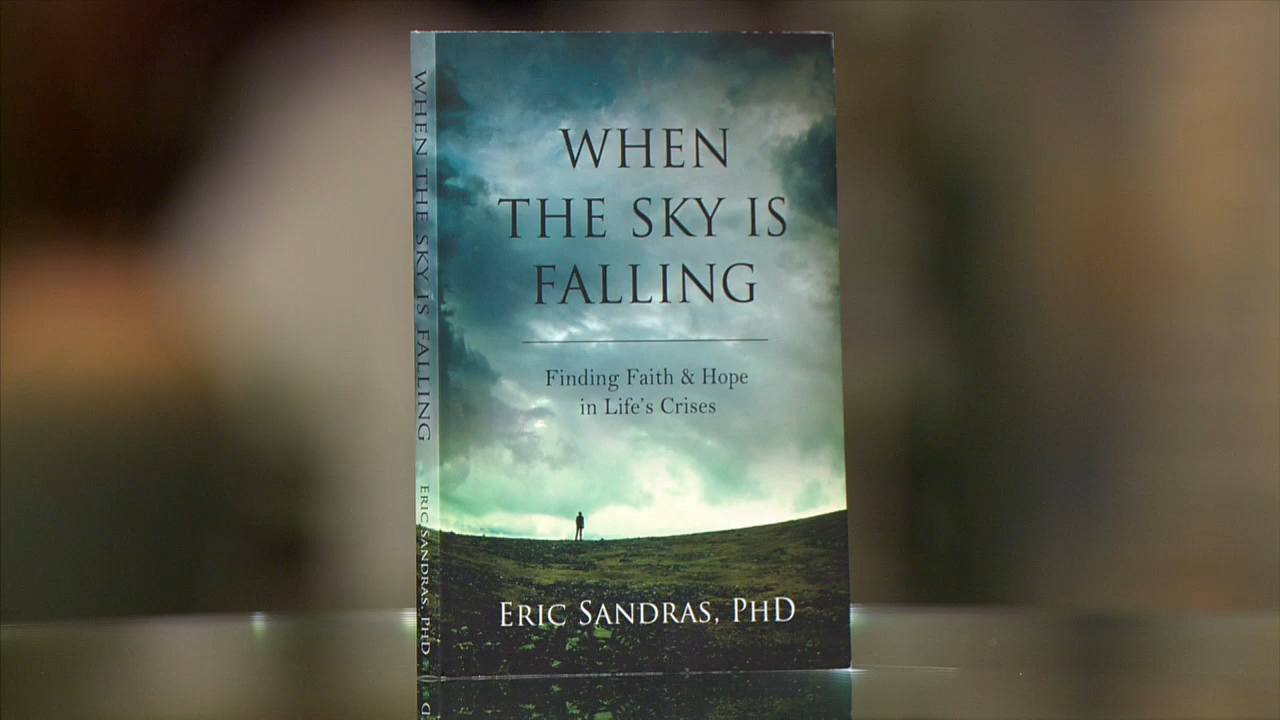 WHEN THE SKY IS FALLING ERIC SANDRAS, PHD
WHEN
THE SKY IS
FALLING
Finding Faith & Hope
in Life's Crises
ERIC SANDRAS, PHD